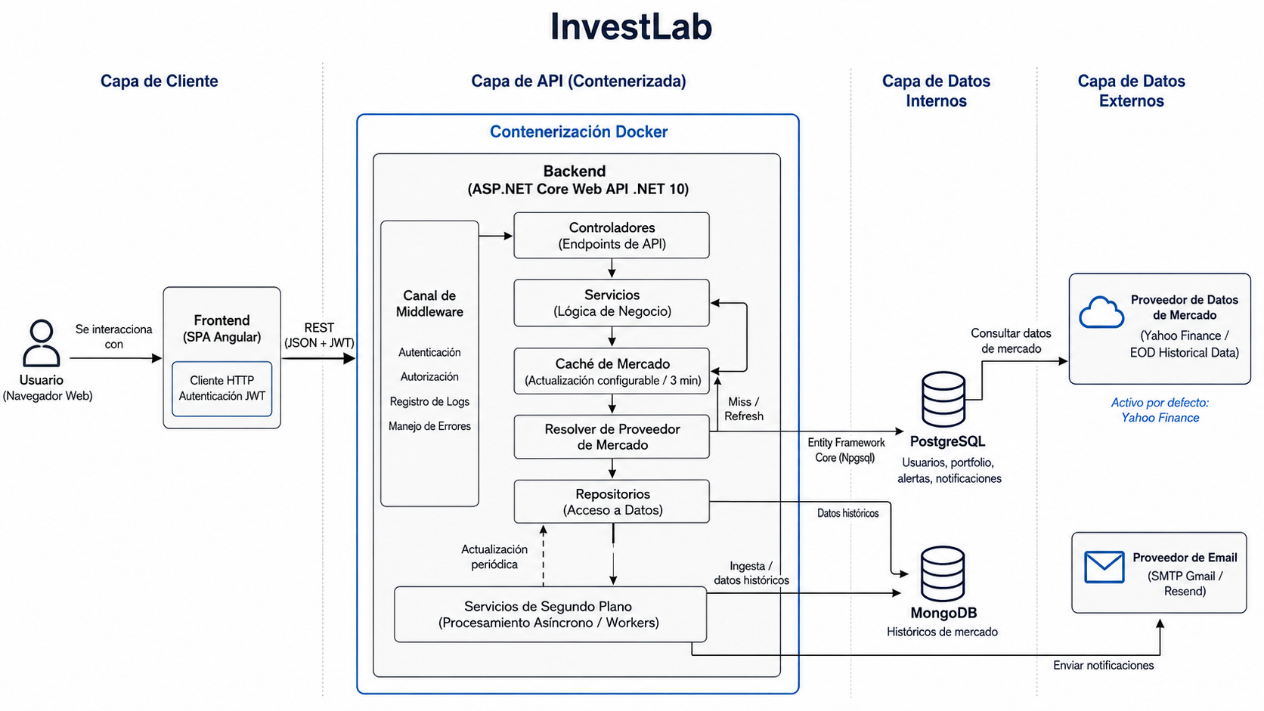 InvestLab
Capa de Cliente
Capa de API (Contenerizada)
Capa de Datos
Internos
Capa de Datos
Externos
Contenerización Docker
Backend
(ASP.NET Core Web API .NET 10)
Canal de
Middleware
Autenticación
Autorización
Registro de Logs
Manejo de Errores
Controladores
(Endpoints de API)
Servicios
(Lógica de Negocio)
Caché de Mercado
(Actualización configurable / 3 min)
Miss /
Refresh
Resolver de Proveedor
de Mercado
Repositorios
(Acceso a Datos)
Actualización
periódica
Servicios de Segundo Plano
(Procesamiento Asíncrono / Workers)
Usuario
(Navegador Web)
Se interacciona
con
Frontend
(SPA Angular)
Cliente HTTP
Autenticación JWT
REST
(JSON + JWT)
Entity Framework
Core (Npgsql)
Datos históricos
Ingesta /
datos históricos
PostgreSQL
Usuarios, portfolio,
alertas, notificaciones
MongoDB
Históricos de mercado
Consultar datos
de mercado
Proveedor de Datos
de Mercado
(Yahoo Finance /
EOD Historical Data)
Activo por defecto:
Yahoo Finance
Proveedor de Email
(SMTP Gmail /
Resend)
Enviar notificaciones